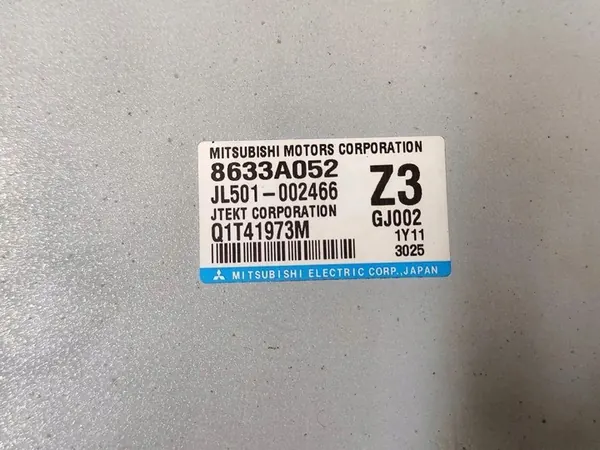 MITSUBISHI MOTORS CORPORATION
8633A052
JL501-002466
JTEKT CORPORATION
Q1T41973M
Z3
GJ002
1Y11
3025
MITSUBISHI ELECTRIC CORP.,JAPAN